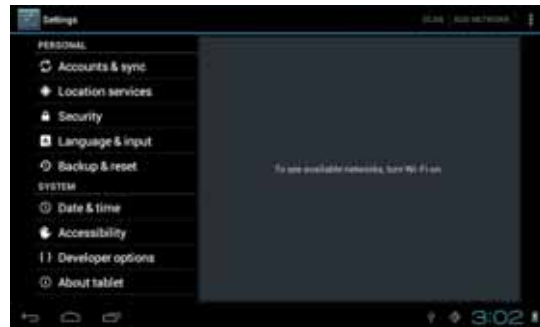 Settings
SCAN
ADD NETWORK
PERSONAL
Accounts & sync
Location services
Security
Language & input
Backup & reset
SYSTEM
Date & time
Accessibility
Developer options
About tablet
To see available networks, turn Wi-Fi on
3:02